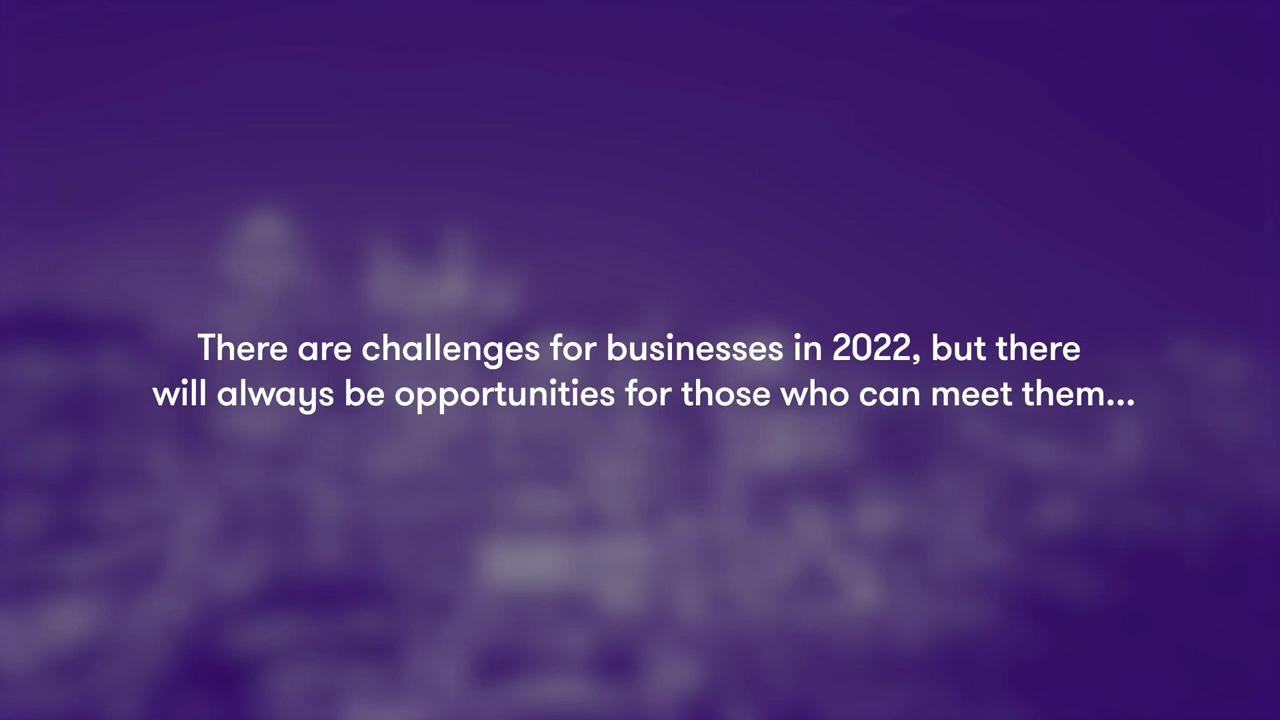 There are challenges for businesses in 2022, but there
will always be opportunities for those who can meet them...